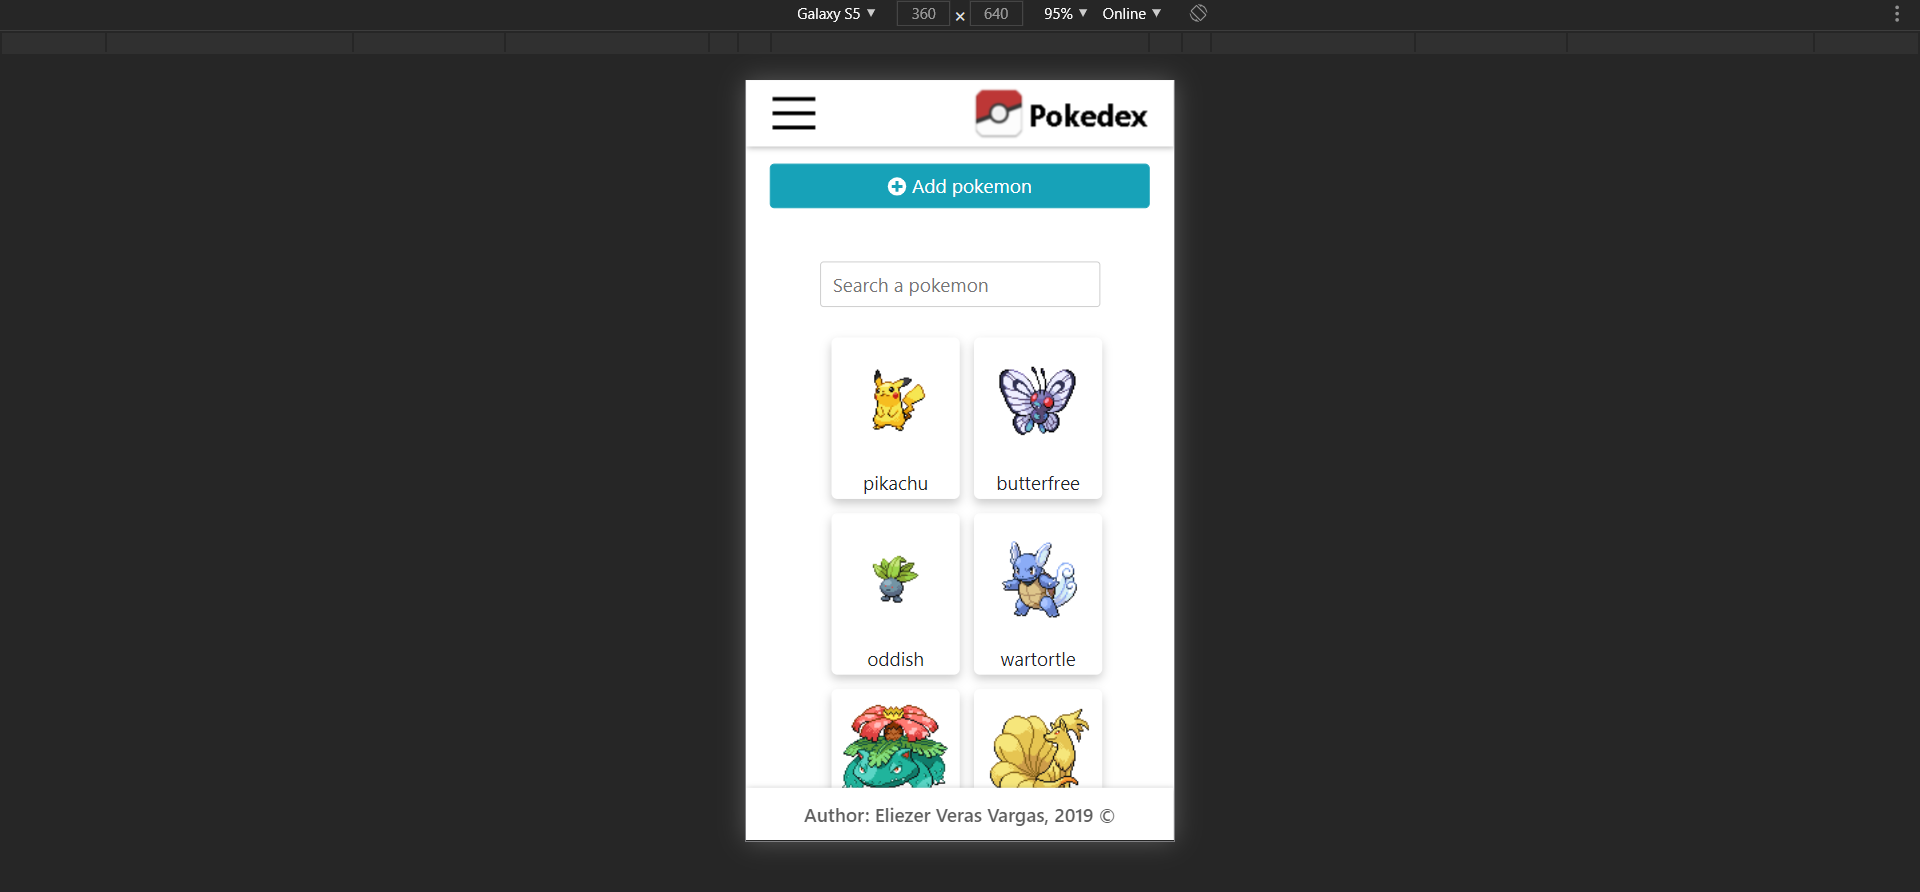 Galaxy S5 ▼ 360 × 640 95% ▼ Online ▼
Pokedex
Add pokemon
Search a pokemon
pikachu butterfree
oddish wartortle
Author: Eliezer Veras Vargas, 2019 ©